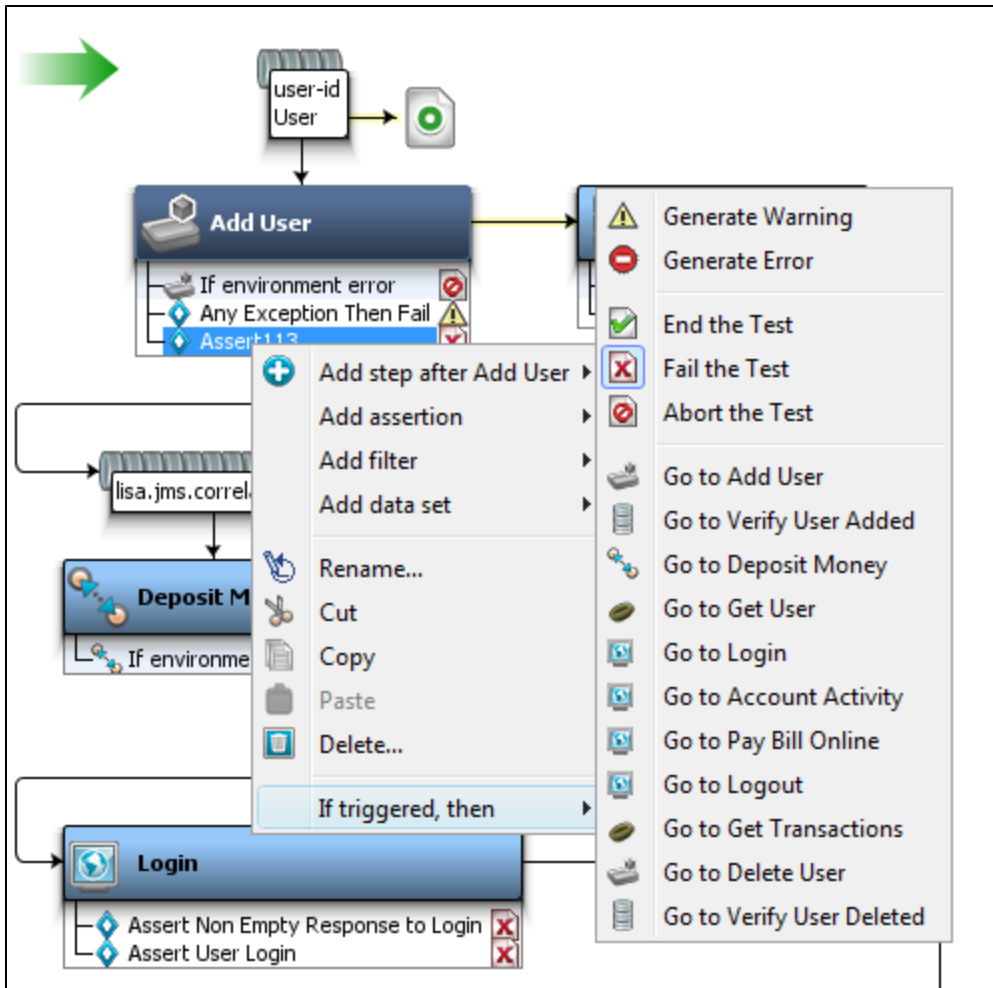 user-id
User
Add User
If environment error
Any Exception Then Fail
Assert113
Add step after Add User
Add assertion
Add filter
Add data set
Rename...
Cut
Copy
Paste
Delete...
If triggered, then
Generate Warning
Generate Error
End the Test
Fail the Test
Abort the Test
Go to Add User
Go to Verify User Added
Go to Deposit Money
Go to Get User
Go to Login
Go to Account Activity
Go to Pay Bill Online
Go to Logout
Go to Get Transactions
Go to Delete User
Go to Verify User Deleted
lisa.jms.correla
Deposit M
If environme
Login
Assert Non Empty Response to Login
Assert User Login